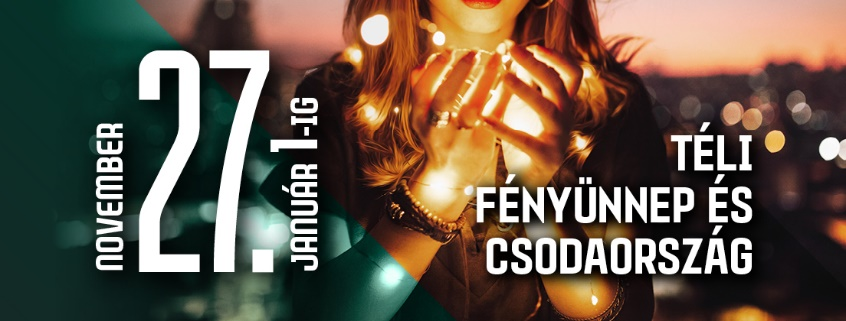 NOVEMBER
27.
JANUÁR 1-IG
TÉLI
FÉNYÜNNEP ÉS
CSODAORSZÁG